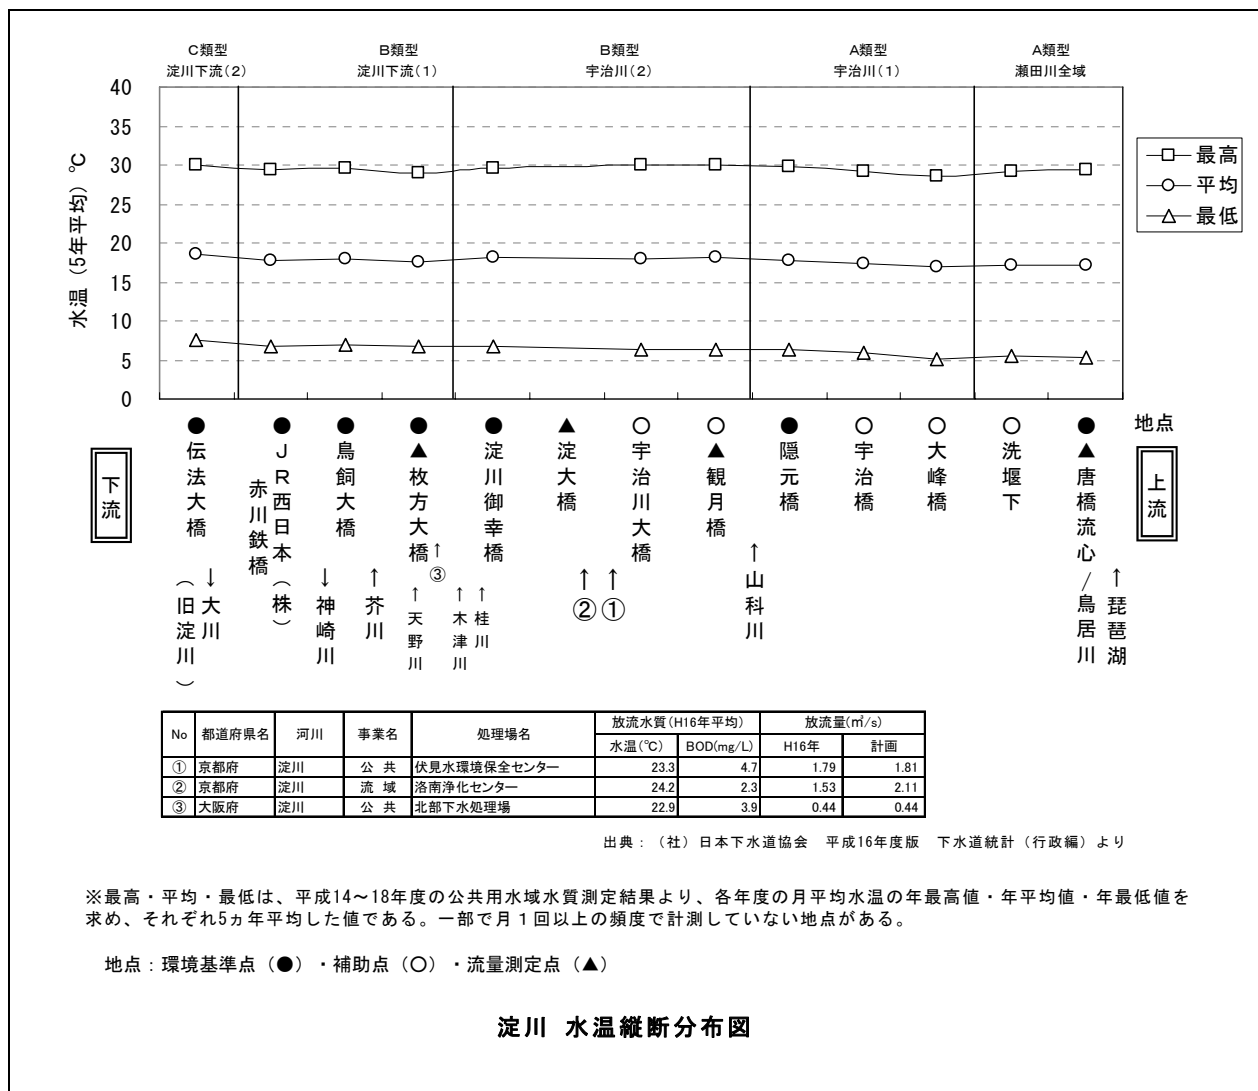 C類型
淀川下流(2)
B類型
淀川下流(1)
B類型
宇治川(2)
A類型
宇治川(1)
A類型
瀬田川全域
水温(5年平均)℃
40
35
30
25
20
15
10
5
0
最高
平均
最低
地点
下流
上流
●伝法大橋
●JR西日本(株)
赤川鉄橋
●鳥飼大橋
●▲枚方大橋
●淀川御幸橋
▲淀大橋
○宇治川大橋
○▲観月橋
●隠元橋
○宇治橋
○大峰橋
○洗堰下
●▲唐橋流心/鳥居川
↓大川
(旧淀川)
↓神崎川
↑芥川
↑天野川
↑③
↑木津川
↑桂川
↑②
↑①
↑山科川
↑琵琶湖
No 都道府県名 河川 事業名 処理場名 放流水質(H16年平均) 放流量(㎥/s)
水温(℃) BOD(mg/L) H16年 計画
① 京都府 淀川 公 共 伏見水環境保全センター 23.3 4.7 1.79 1.81
② 京都府 淀川 流 域 洛南浄化センター 24.2 2.3 1.53 2.11
③ 大阪府 淀川 公 共 北部下水処理場 22.9 3.9 0.44 0.44
出典:(社)日本下水道協会 平成16年度版 下水道統計(行政編)より
※最高・平均・最低は、平成14~18年度の公共用水域水質測定結果より、各年度の月平均水温の年最高値・年平均値・年最低値を
求め、それぞれ5ヵ年平均した値である。一部で月1回以上の頻度で計測していない地点がある。
地点:環境基準点(●)・補助点(○)・流量測定点(▲)
淀川 水温縦断分布図